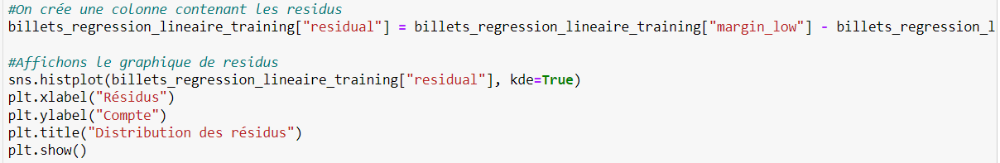 #On crée une colonne contenant les residus
billets_regression_lineaire_training["residual"] = billets_regression_lineaire_training["margin_low"] - billets_regression_l
#Affichons le graphique de residus
sns.histplot(billets_regression_lineaire_training["residual"], kde=True)
plt.xlabel("Résidus")
plt.ylabel("Compte")
plt.title("Distribution des résidus")
plt.show()